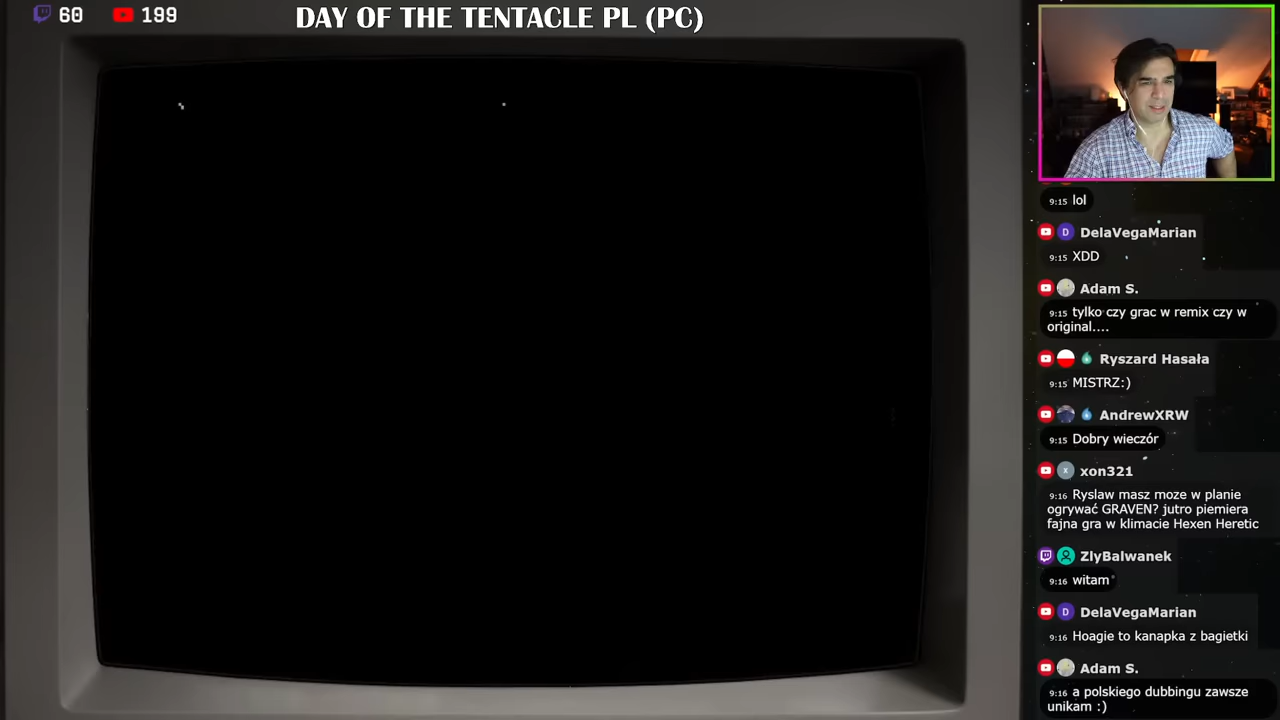 60 199
DAY OF THE TENTACLE PL (PC)
9:15 lol
D DelaVegaMarian
9:15 XDD
Adam S.
9:15 tylko czy grac w remix czy w
original....
Ryszard Hasała
9:15 MISTRZ:)
AndrewXRW
9:15 Dobry wieczór
x xon321
9:16 Ryslaw masz moze w planie
ogrywać GRAVEN? jutro piemiera
fajna gra w klimacie Hexen Heretic
ZlyBalwanek
9:16 witam
D DelaVegaMarian
9:16 Hoagie to kanapka z bagietki
Adam S.
9:16 a polskiego dubbingu zawsze
unikam :)